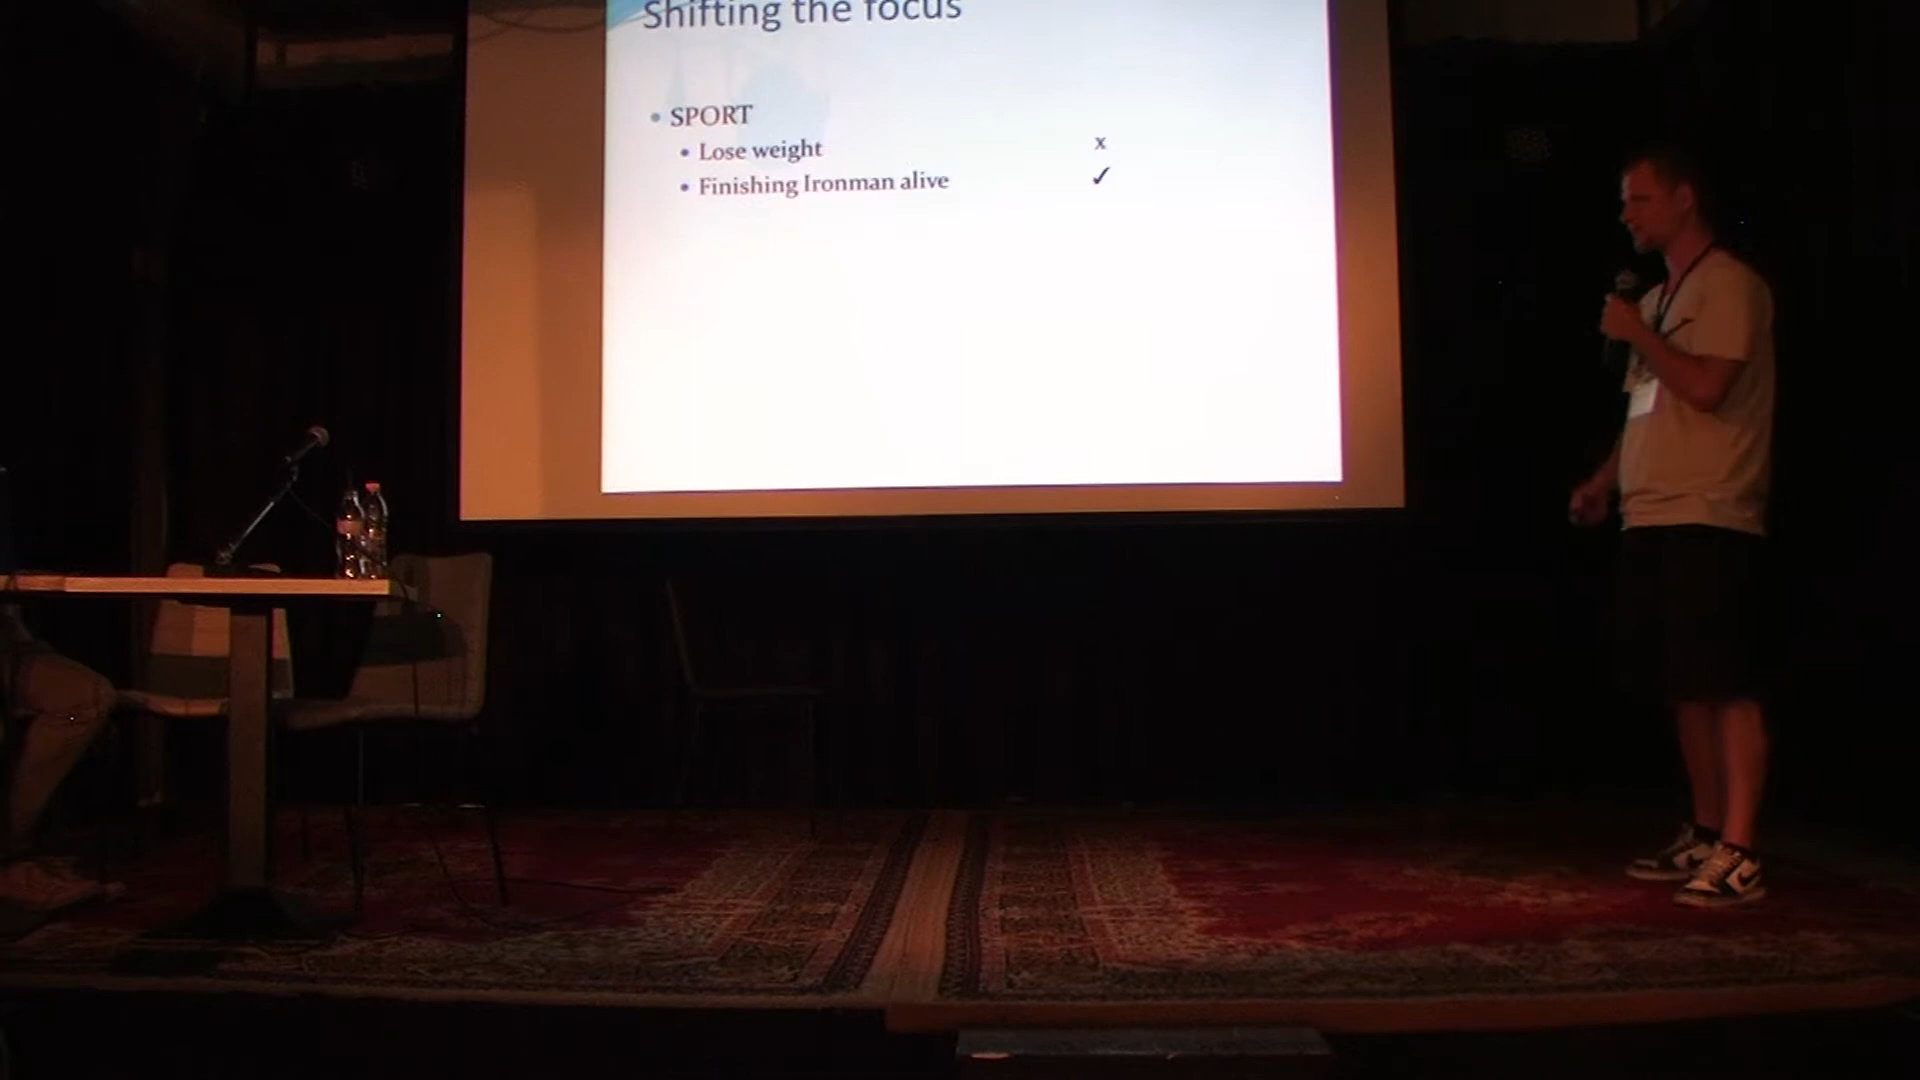 Shifting the focus
• SPORT
• Lose weight x
• Finishing Ironman alive ✓